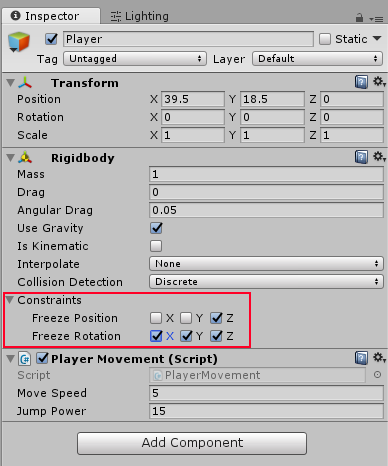 Inspector Lighting
Player Static
Tag Untagged Layer Default
Transform
Position X 39.5 Y 18.5 Z 0
Rotation X 0 Y 0 Z 0
Scale X 1 Y 1 Z 1
Rigidbody
Mass 1
Drag 0
Angular Drag 0.05
Use Gravity
Is Kinematic
Interpolate None
Collision Detection Discrete
Constraints
Freeze Position X Y Z
Freeze Rotation X Y Z
Player Movement (Script)
Script PlayerMovement
Move Speed 5
Jump Power 15
Add Component